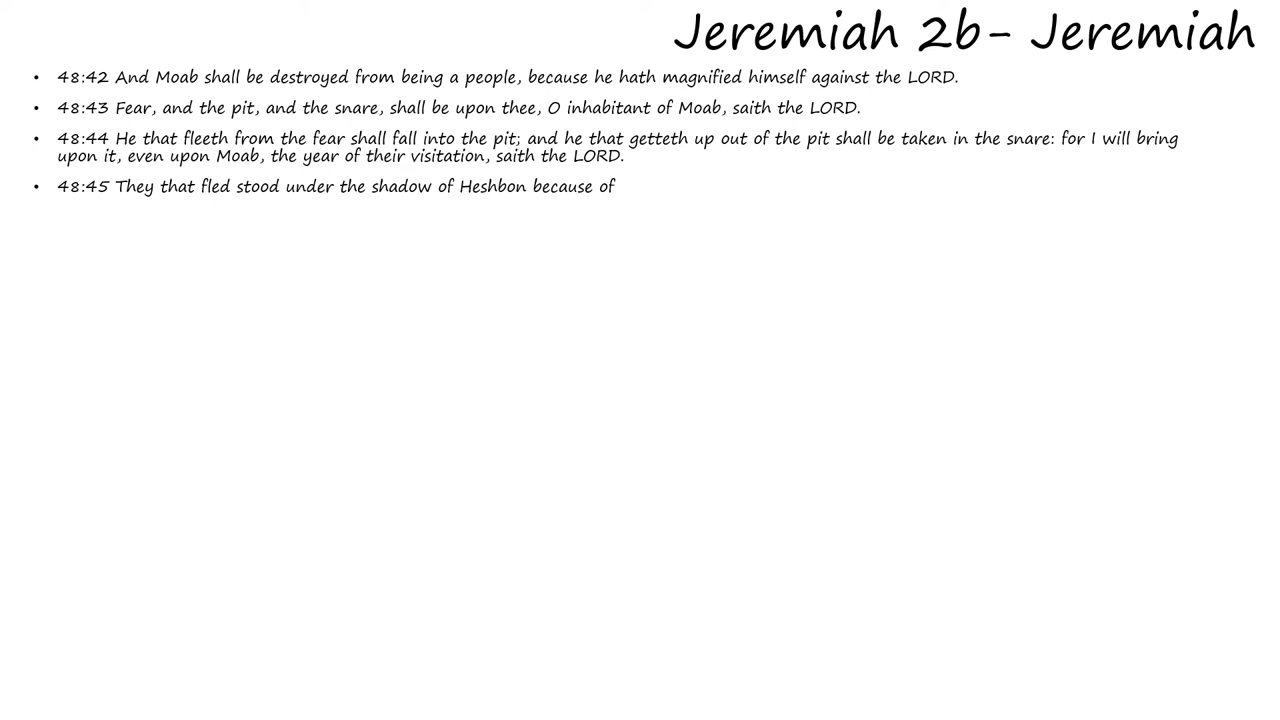 Jeremiah 2b- Jeremiah
• 48:42 And Moab shall be destroyed from being a people, because he hath magnified himself against the LORD.
• 48:43 Fear, and the pit, and the snare, shall be upon thee, O inhabitant of Moab, saith the LORD.
• 48:44 He that fleeth from the fear shall fall into the pit; and he that getteth up out of the pit shall be taken in the snare: for I will bring
upon it, even upon Moab, the year of their visitation, saith the LORD.
• 48:45 They that fled stood under the shadow of Heshbon because of